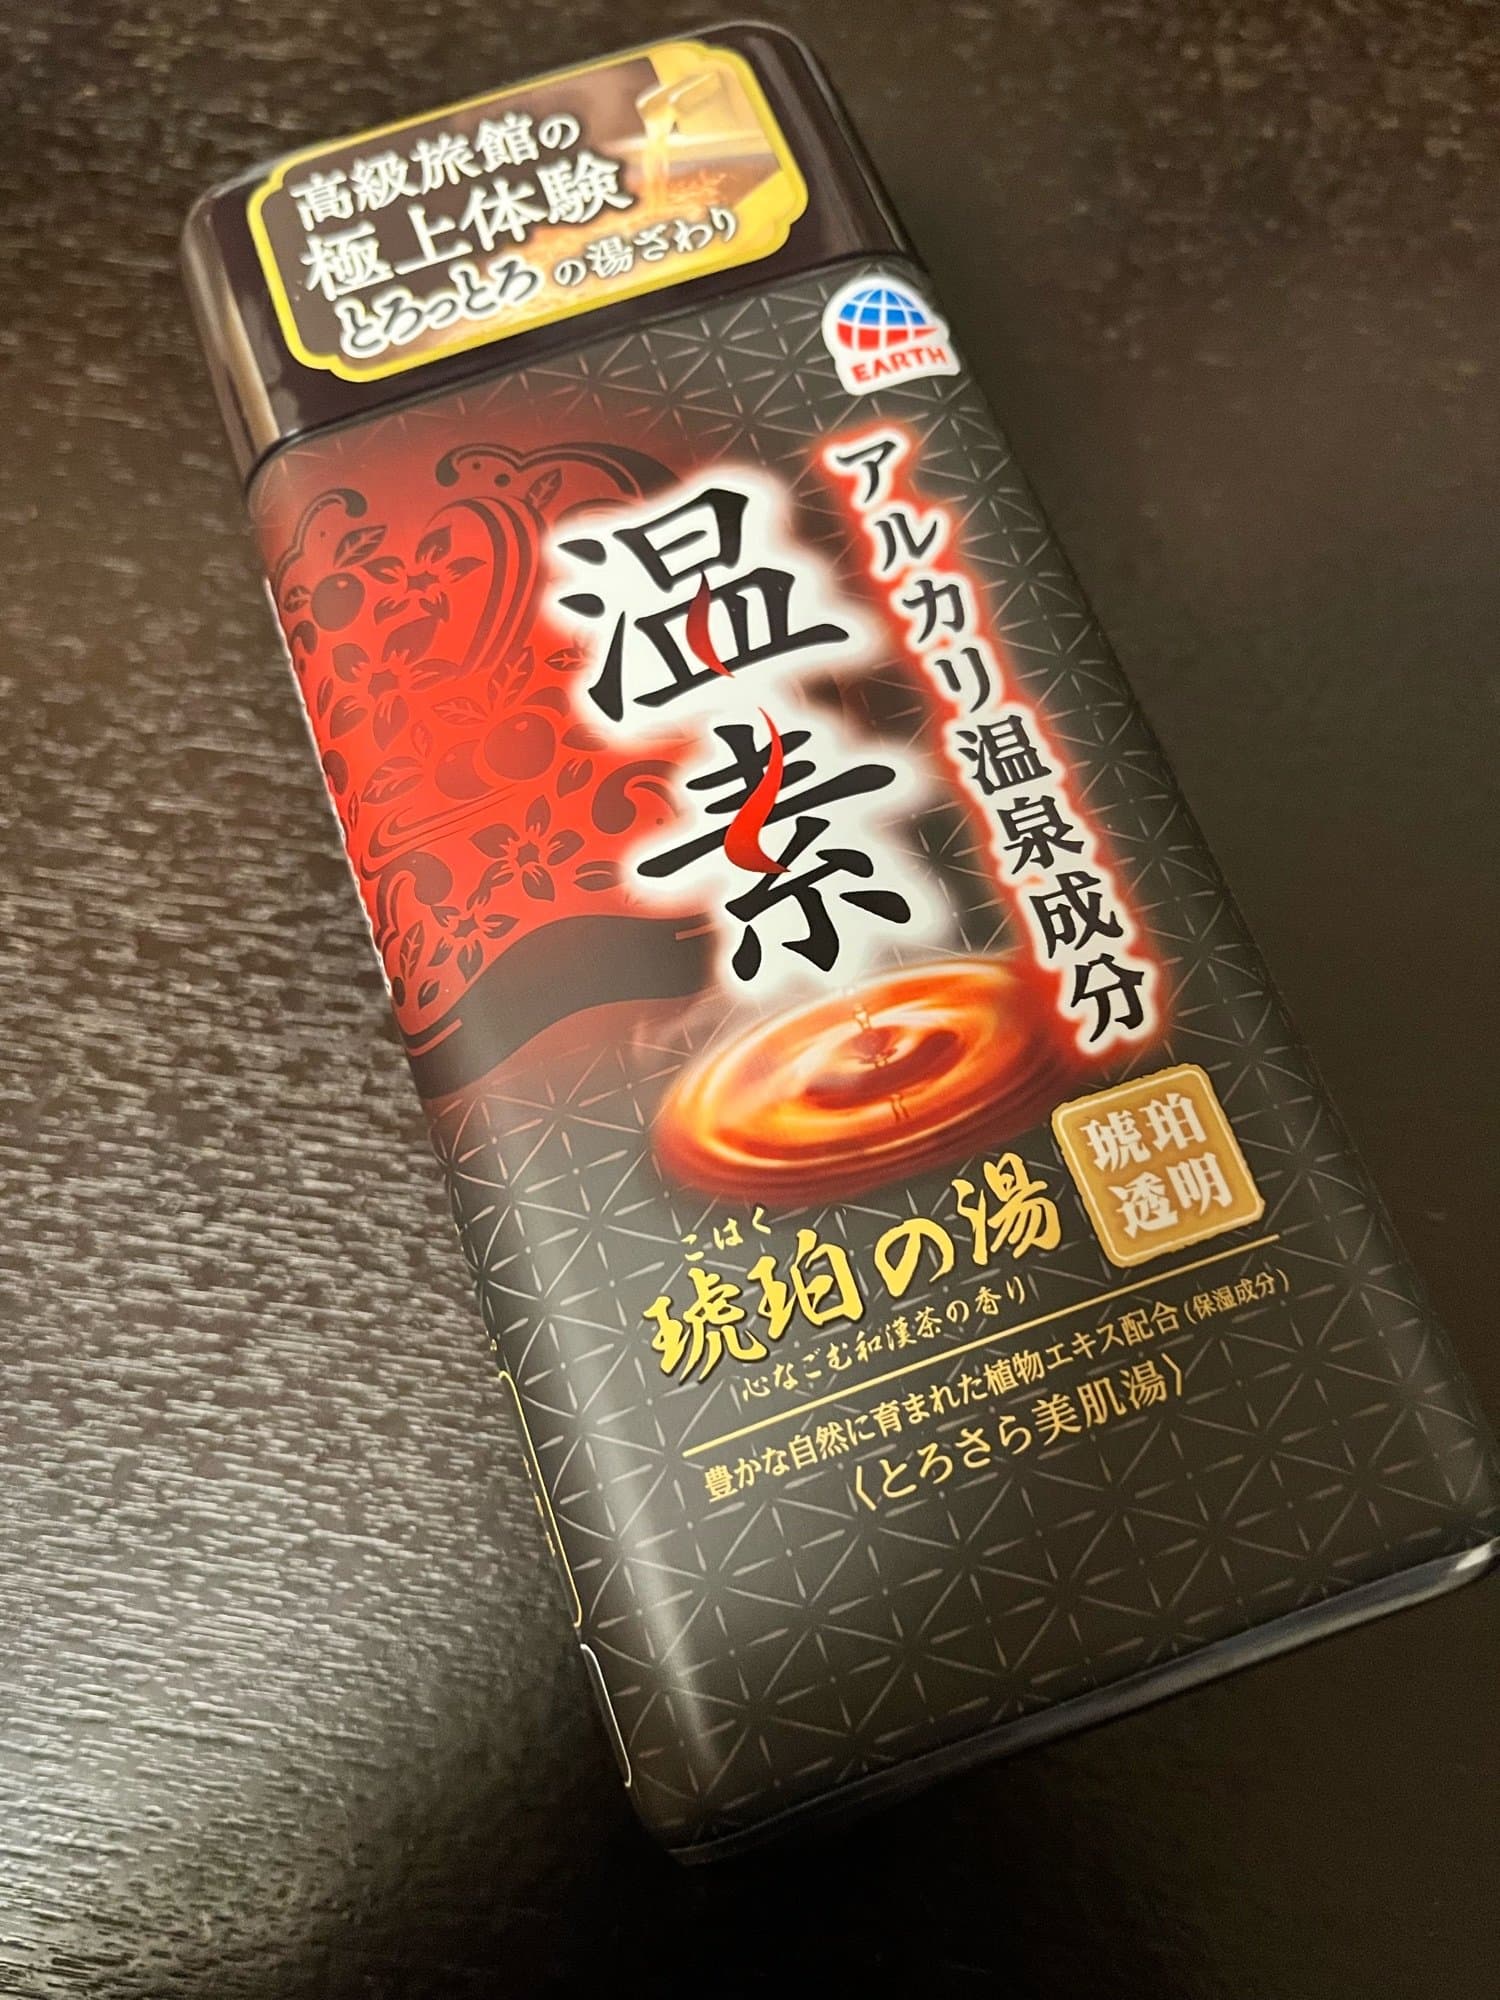 高級旅館の
極上体験
とろっとろの湯ざわり
EARTH
アルカリ温泉成分
温素
琥珀
透明
こはく
琥珀の湯
心なごむ和漢茶の香り
豊かな自然に育まれた植物エキス配合(保湿成分)
〈とろさら美肌湯〉